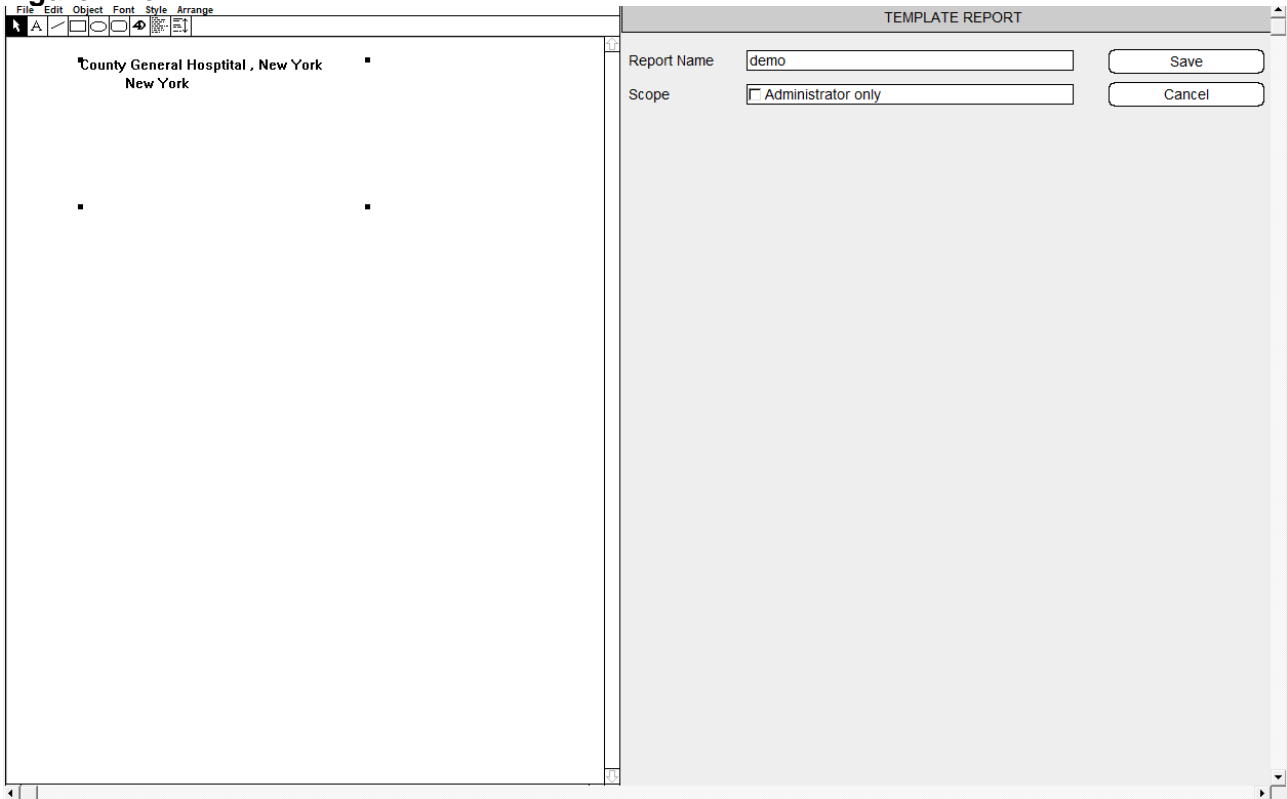 File Edit Object Font Style Arrange
A
County General Hosptital , New York
New York
TEMPLATE REPORT
Report Name demo Save
Scope Administrator only Cancel